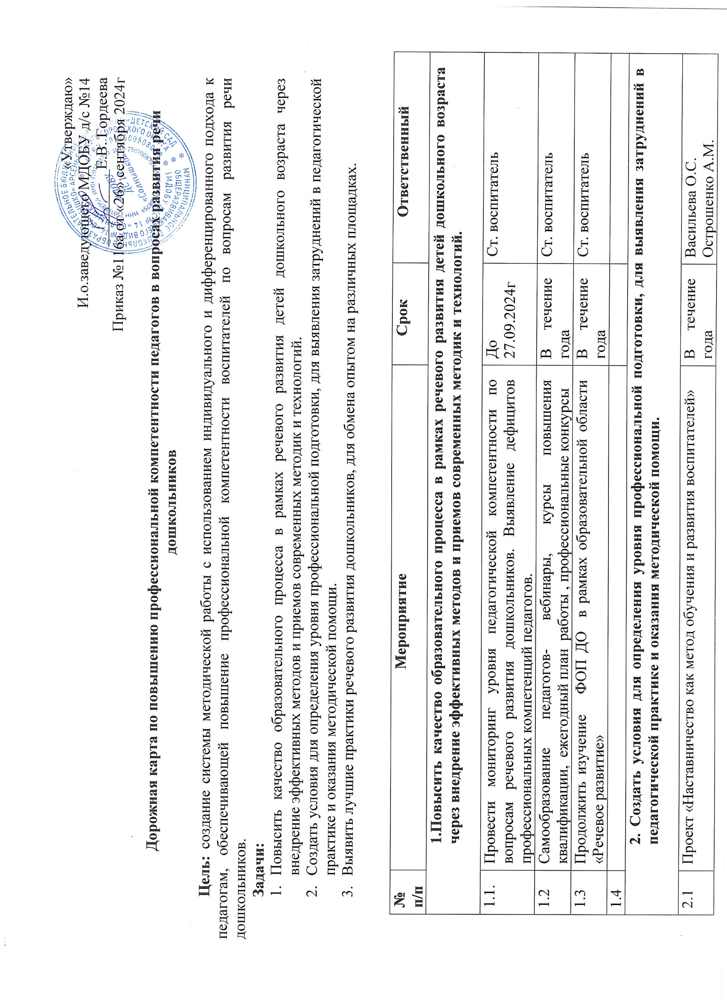 «Утверждаю»
И.о.заведующего МДОБУ д/с №14
Е.В. Гордеева
Приказ №116а от «26» сентября 2024г
Дорожная карта по повышению профессиональной компетентности педагогов в вопросах развития речи
дошкольников
Цель: создание системы методической работы с использованием индивидуального и дифференцированного подхода к
педагогам, обеспечивающей повышение профессиональной компетентности воспитателей по вопросам развития речи
дошкольников.
Задачи:
1. Повысить качество образовательного процесса в рамках речевого развития детей дошкольного возраста через
внедрение эффективных методов и приемов современных методик и технологий.
2. Создать условия для определения уровня профессиональной подготовки, для выявления затруднений в педагогической
практике и оказания методической помощи.
3. Выявить лучшие практики речевого развития дошкольников, для обмена опытом на различных площадках.
№ Мероприятие Срок Ответственный
п/п
1.Повысить качество образовательного процесса в рамках речевого развития детей дошкольного возраста
через внедрение эффективных методов и приемов современных методик и технологий.
1.1. Провести мониторинг уровня педагогической компетентности по До Ст. воспитатель
вопросам речевого развития дошкольников. Выявление дефицитов 27.09.2024г
профессиональных компетенций педагогов.
1.2 Самообразование педагогов- вебинары, курсы повышения В течение Ст. воспитатель
квалификации, ежегодный план работы , профессиональные конкурсы года
1.3 Продолжить изучение ФОП ДО в рамках образовательной области В течение Ст. воспитатель
«Речевое развитие» года
1.4
2. Создать условия для определения уровня профессиональной подготовки, для выявления затруднений в
педагогической практике и оказания методической помощи.
2.1 Проект «Наставничество как метод обучения и развития воспитателей» В течение Васильева О.С.
года Острошенко А.М.